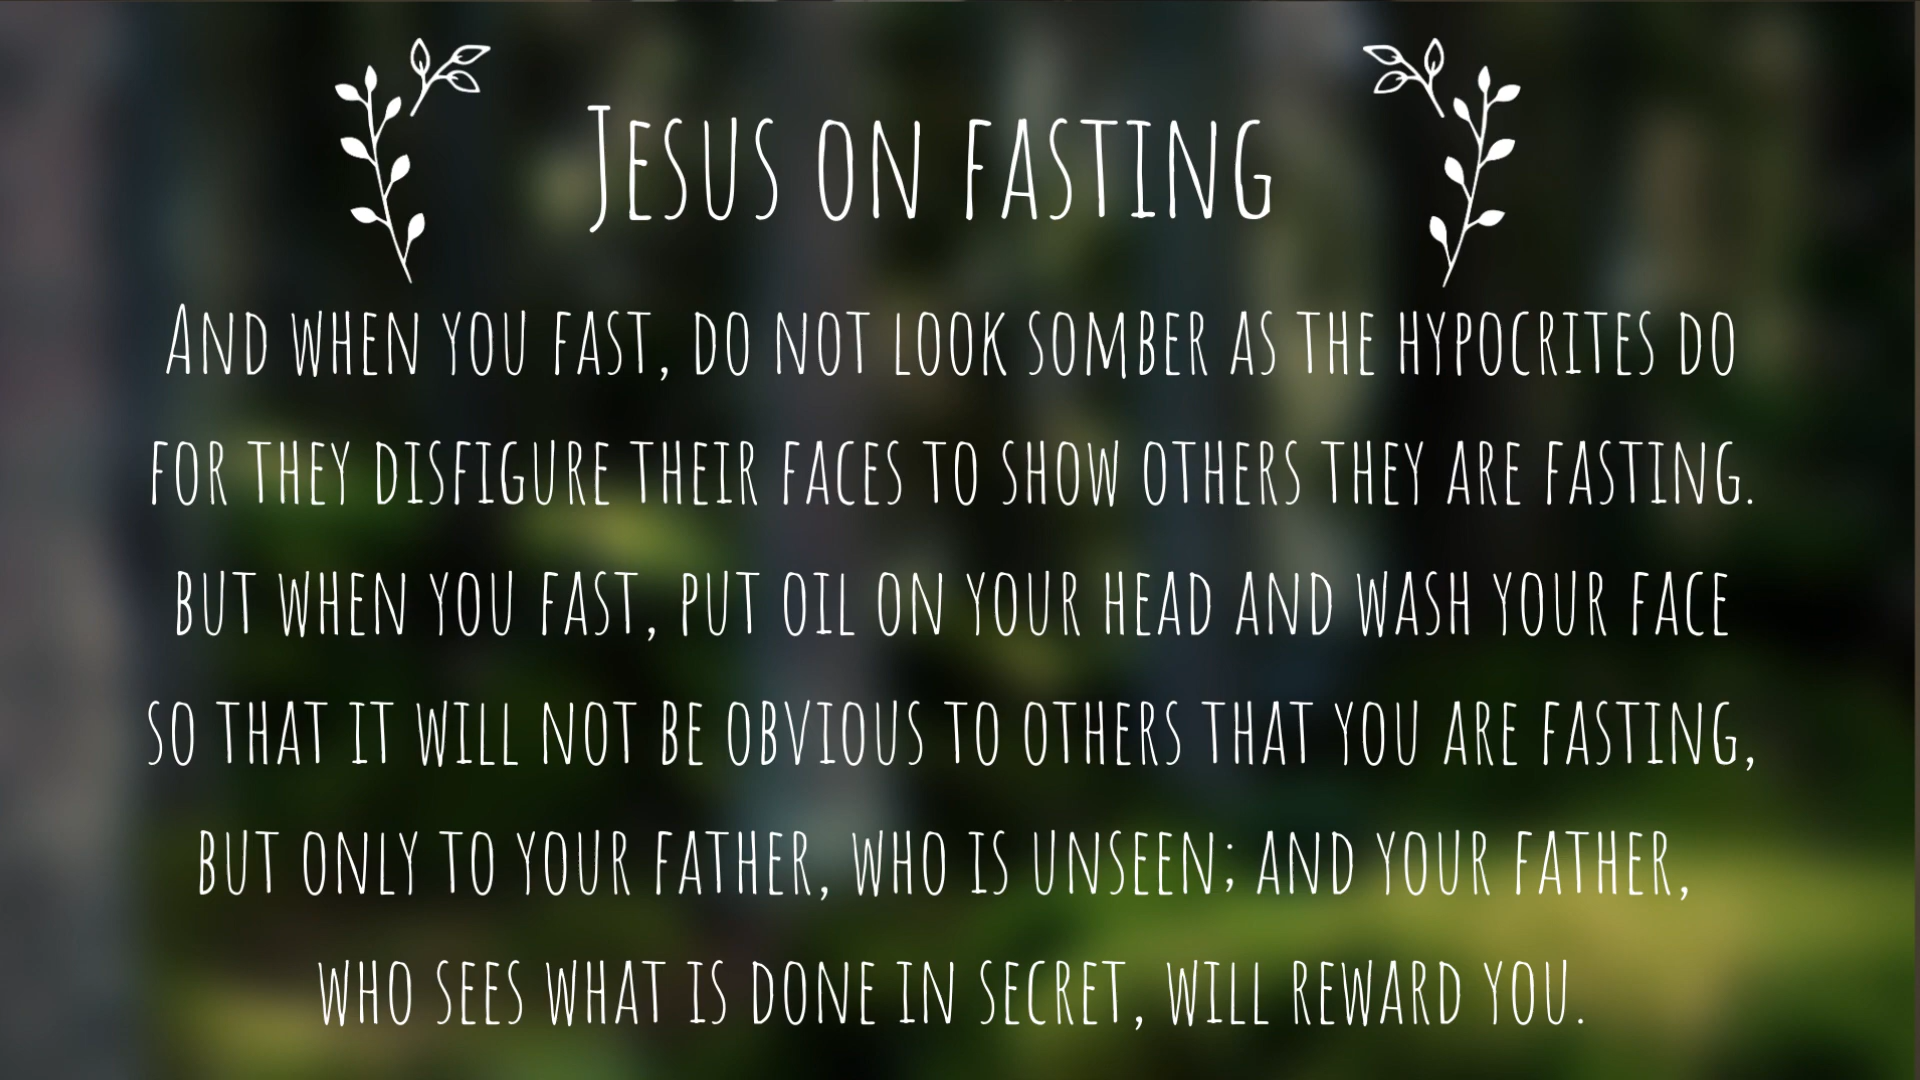 Jesus on fasting
And when you fast, do not look somber as the hypocrites do
for they disfigure their faces to show others they are fasting.
but when you fast, put oil on your head and wash your face
so that it will not be obvious to others that you are fasting,
but only to your Father, who is unseen; and your Father,
who sees what is done in secret, will reward you.